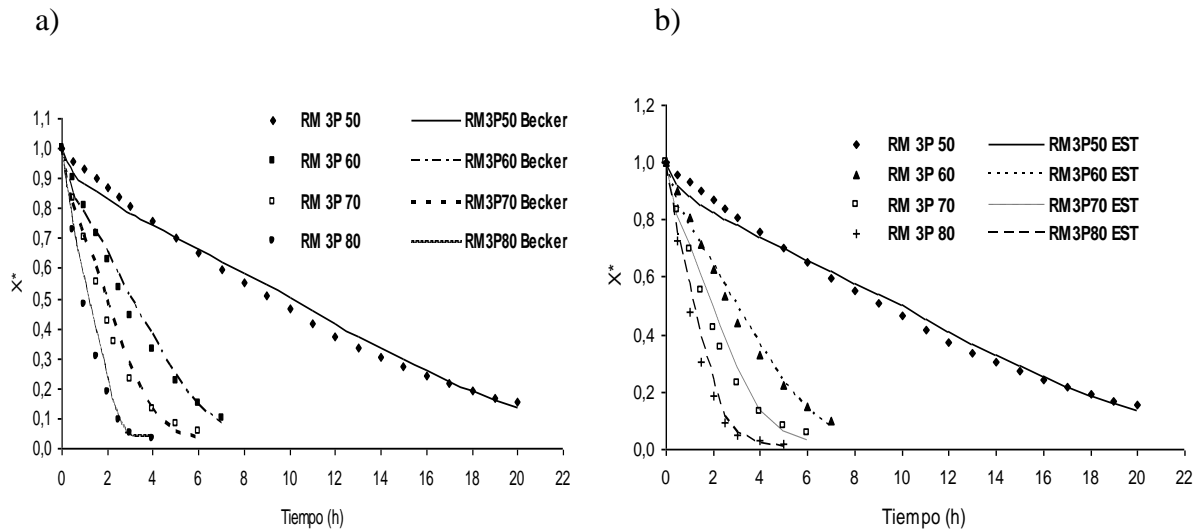 a)
1,1
1,0
0,9
0,8
0,7
0,6
0,5
0,4
0,3
0,2
0,1
0,0
X*
RM 3P 50
RM3P50 Becker
RM 3P 60
RM3P60 Becker
RM 3P 70
RM3P70 Becker
RM 3P 80
RM3P80 Becker
0 2 4 6 8 10 12 14 16 18 20 22
Tiempo (h)
b)
1,2
1,0
0,8
0,6
0,4
0,2
0,0
X*
RM 3P 50
RM3P50 EST
RM 3P 60
RM3P60 EST
RM 3P 70
RM3P70 EST
RM 3P 80
RM3P80 EST
0 2 4 6 8 10 12 14 16 18 20 22
Tiempo (h)